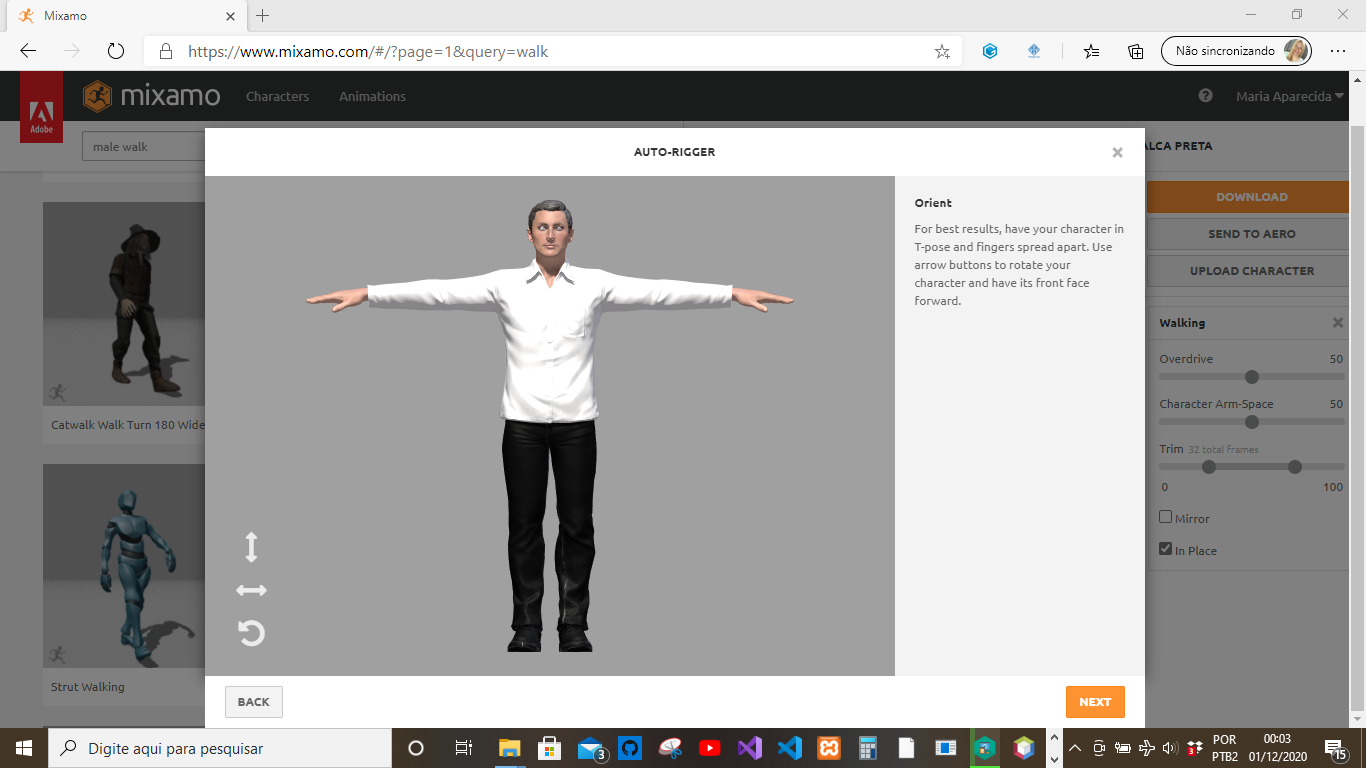 Mixamo
https://www.mixamo.com/#/?page=1&query=walk
Não sincronizando
Adobe
mixamo
Characters
Animations
Maria Aparecida
male walk
AUTO-RIGGER
ALCA PRETA
Orient
For best results, have your character in
T-pose and fingers spread apart. Use
arrow buttons to rotate your
character and have its front face
forward.
DOWNLOAD
SEND TO AERO
UPLOAD CHARACTER
Walking
Overdrive 50
Character Arm-Space 50
Trim 32 total frames
0 100
Mirror
In Place
Catwalk Walk Turn 180 Wide
Strut Walking
BACK
NEXT
Digite aqui para pesquisar
3
3
POR
PTB2
00:03
01/12/2020
15